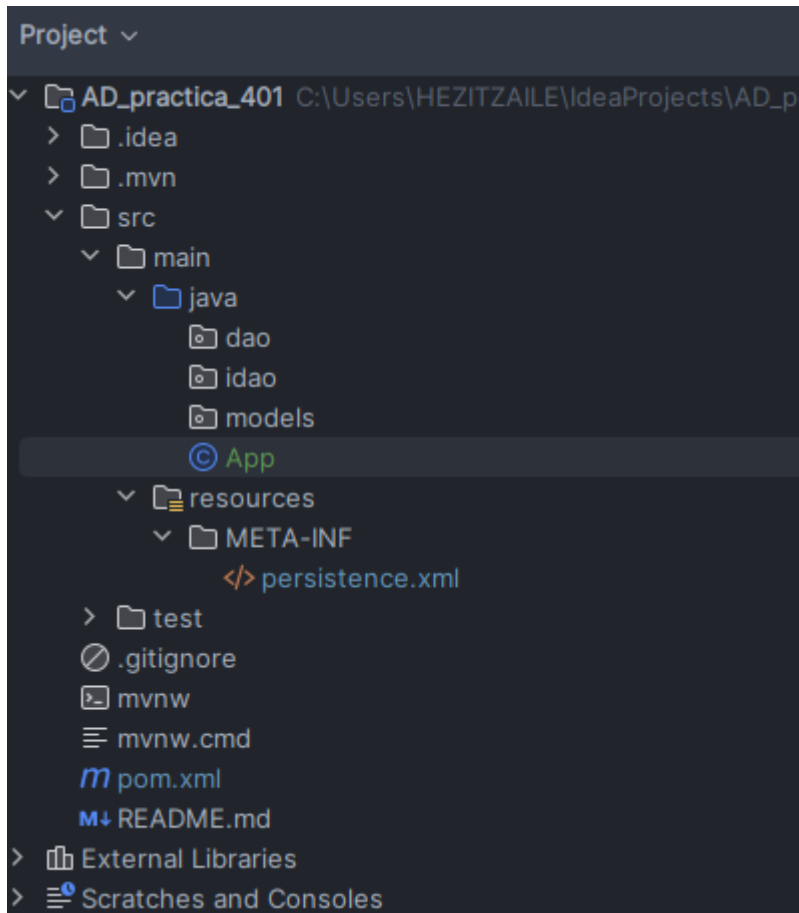 Project
AD_practica_401 C:\Users\HEZITZAILE\IdeaProjects\AD_p
.idea
.mvn
src
main
java
dao
idao
models
App
resources
META-INF
persistence.xml
test
.gitignore
mvnw
mvnw.cmd
pom.xml
README.md
External Libraries
Scratches and Consoles